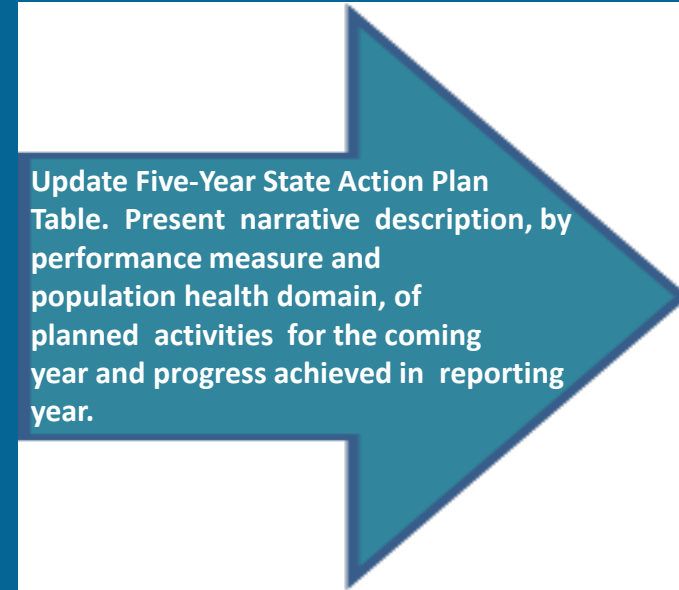 Update Five-Year State Action Plan
Table. Present narrative description, by
performance measure and
population health domain, of
planned activities for the coming
year and progress achieved in reporting
year.